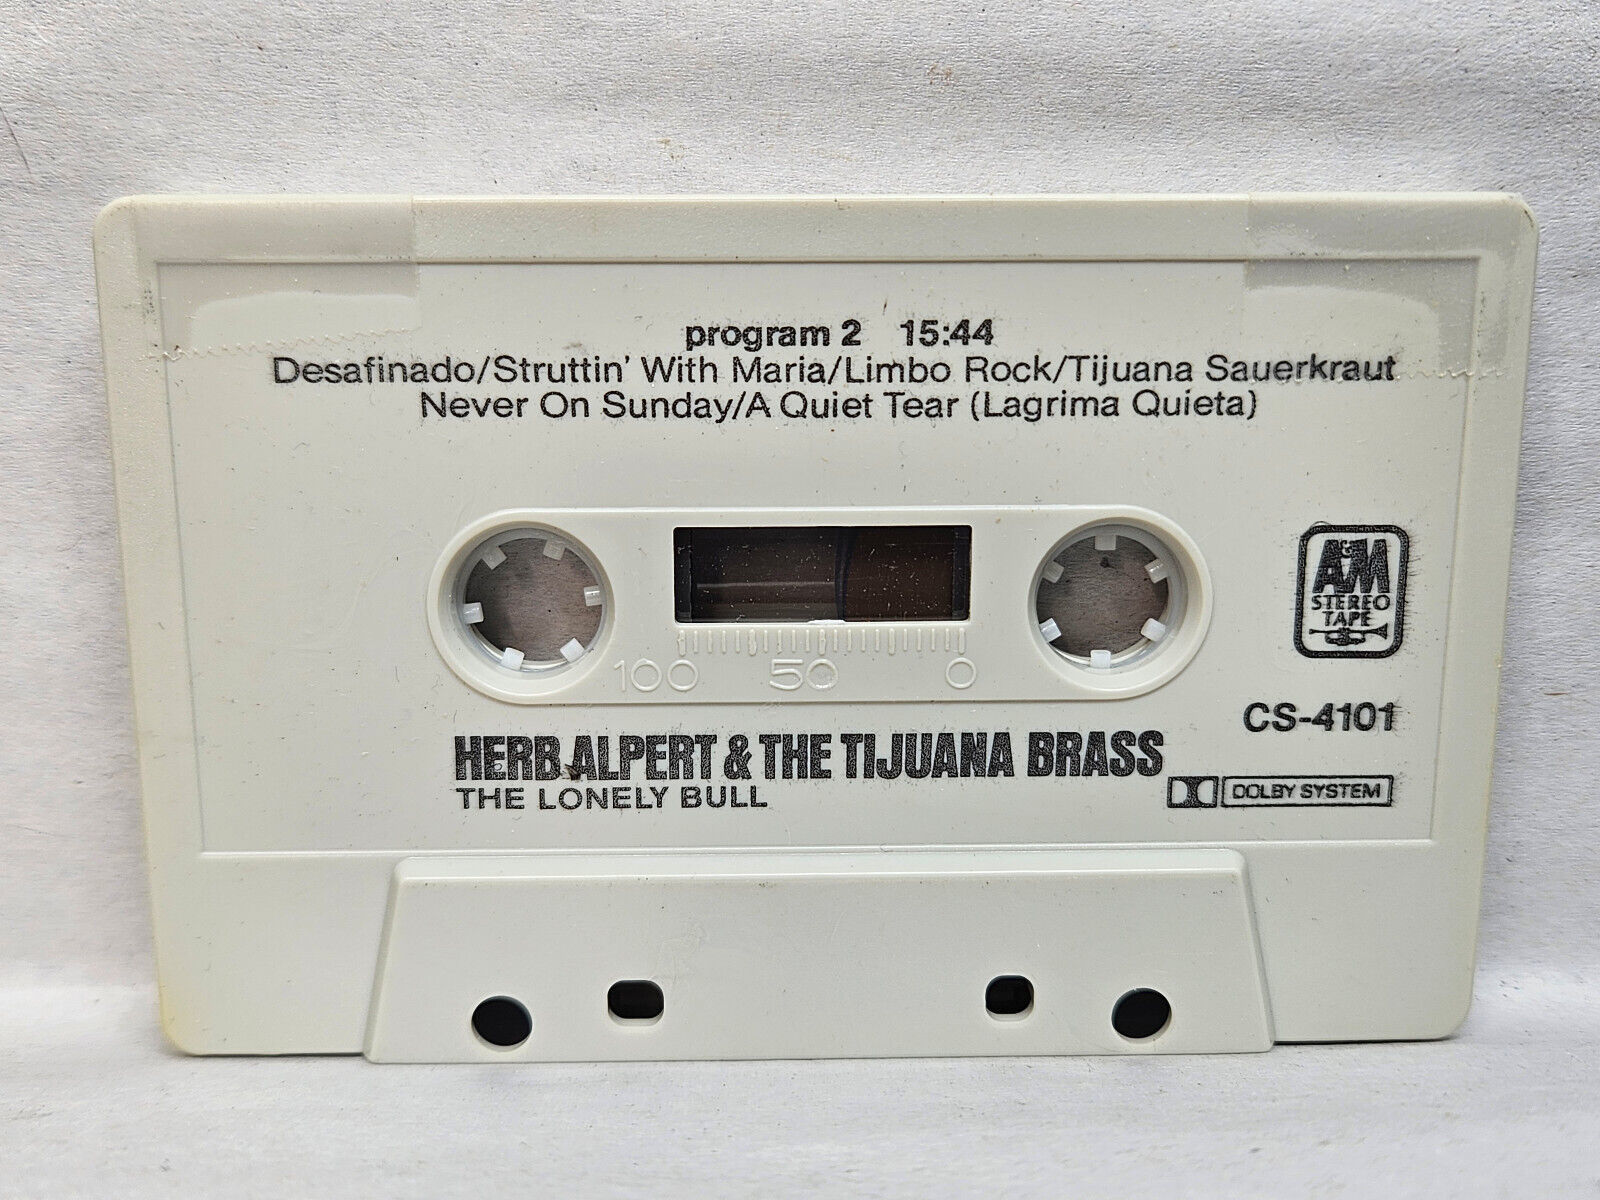 program 2 15:44
Desafinado/Struttin' With Maria/Limbo Rock/Tijuana Sauerkraut
Never On Sunday/A Quiet Tear (Lagrima Quieta)
100 50 0
A&M
STEREO
TAPE
CS-4101
HERB ALPERT & THE TIJUANA BRASS
THE LONELY BULL
DOLBY SYSTEM